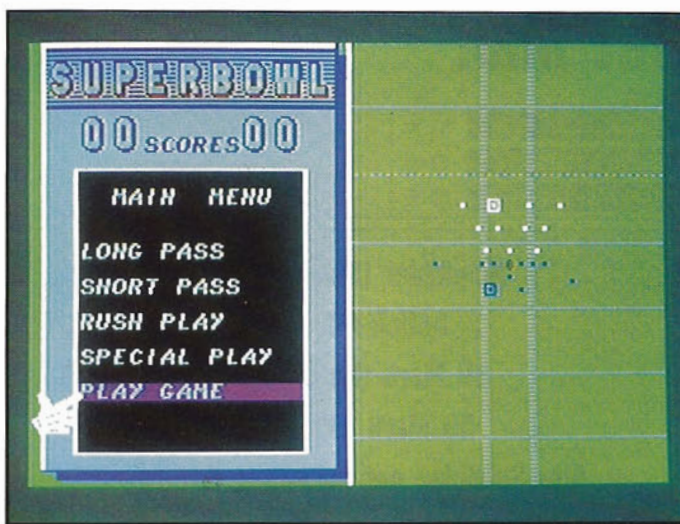 SUPERBOWL
00 SCORES 00
MAIN MENU
LONG PASS
SHORT PASS
RUSH PLAY
SPECIAL PLAY
PLAY GAME
D
D